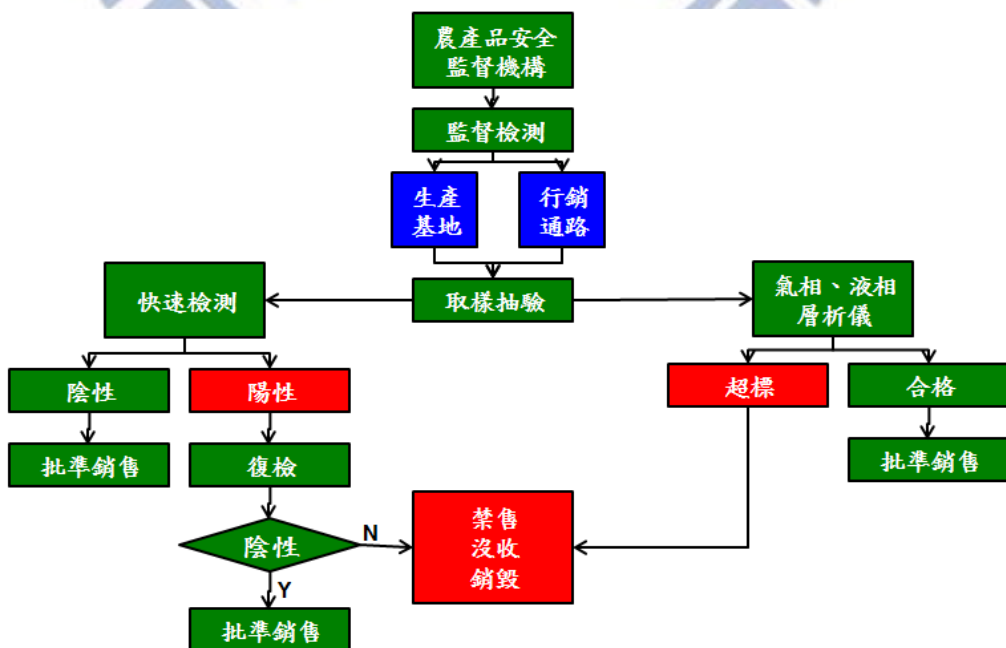 農產品安全
監督機構
監督檢測
生產
基地
行銷
通路
快速檢測
取樣抽驗
氣相、液相
層析儀
陰性
陽性
超標
合格
批準銷售
復檢
批準銷售
陰性
N
Y
禁售
沒收
銷毀
批準銷售